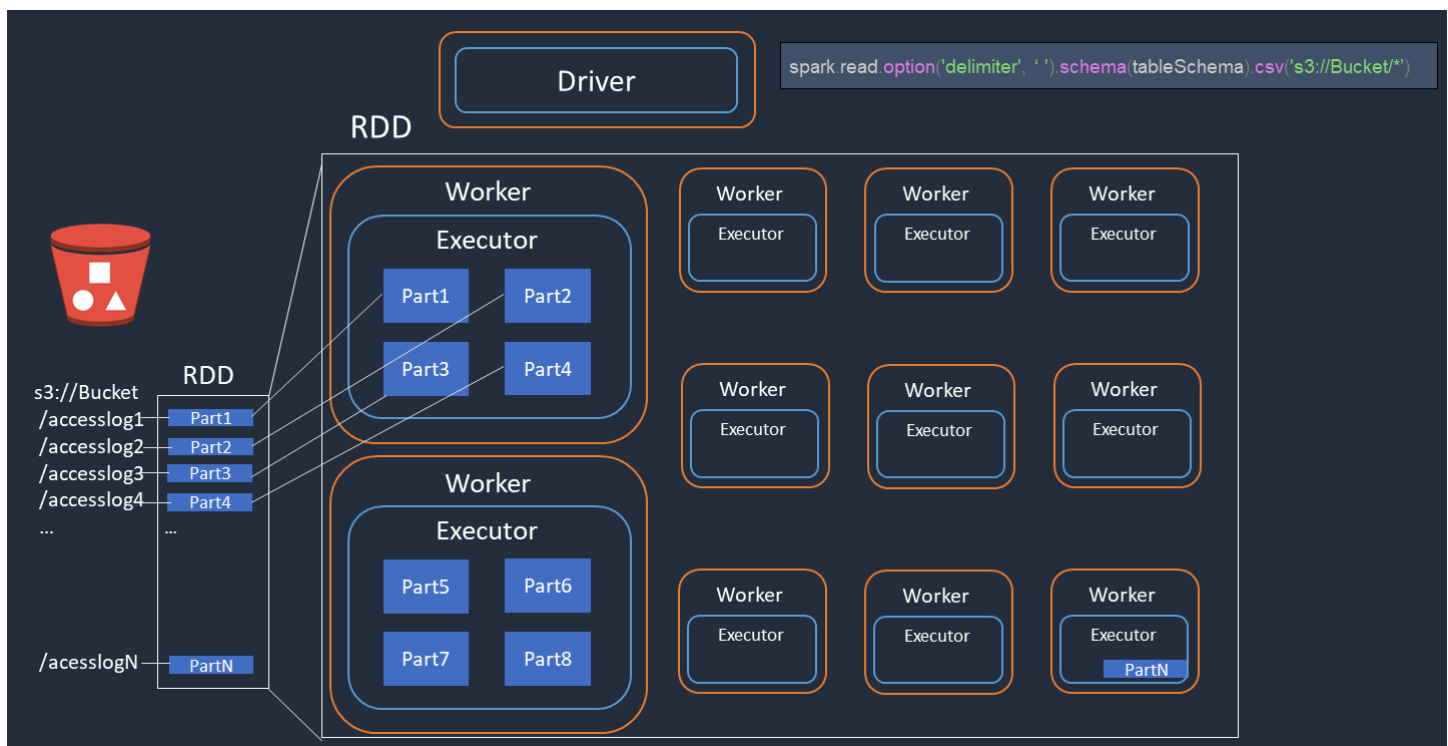 Driver
spark.read.option('delimiter', ‘ ’).schema(tableSchema).csv('s3://Bucket/*’)
RDD
Worker
Executor
Part1
Part2
Part3
Part4
Worker
Executor
Worker
Executor
Worker
Executor
RDD
s3://Bucket
/accesslog1
Part1
/accesslog2
Part2
/accesslog3
Part3
/accesslog4
Part4
...
...
/acesslogN
PartN
Worker
Executor
Worker
Executor
Worker
Executor
Worker
Executor
Part5
Part6
Part7
Part8
Worker
Executor
Worker
Executor
Worker
Executor
PartN